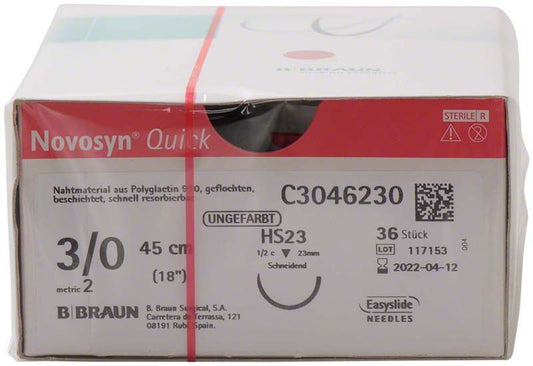 B|BRAUN
STERILE R
Novosyn® Quick
Nahtmaterial aus Polyglactin 910, geflochten,
beschichtet, schnell resorbierbar
C3046230
UNGEFÄRBT
3/0 45 cm HS23 36 Stück
(18") 1/2 c ▼ 23mm LOT 117153
metric 2 Schneidend 2022-04-12
004
B|BRAUN B. Braun Surgical, S.A.
Carretera de Terrassa, 121
08191 Rubí Spain.
Easyslide
NEEDLES